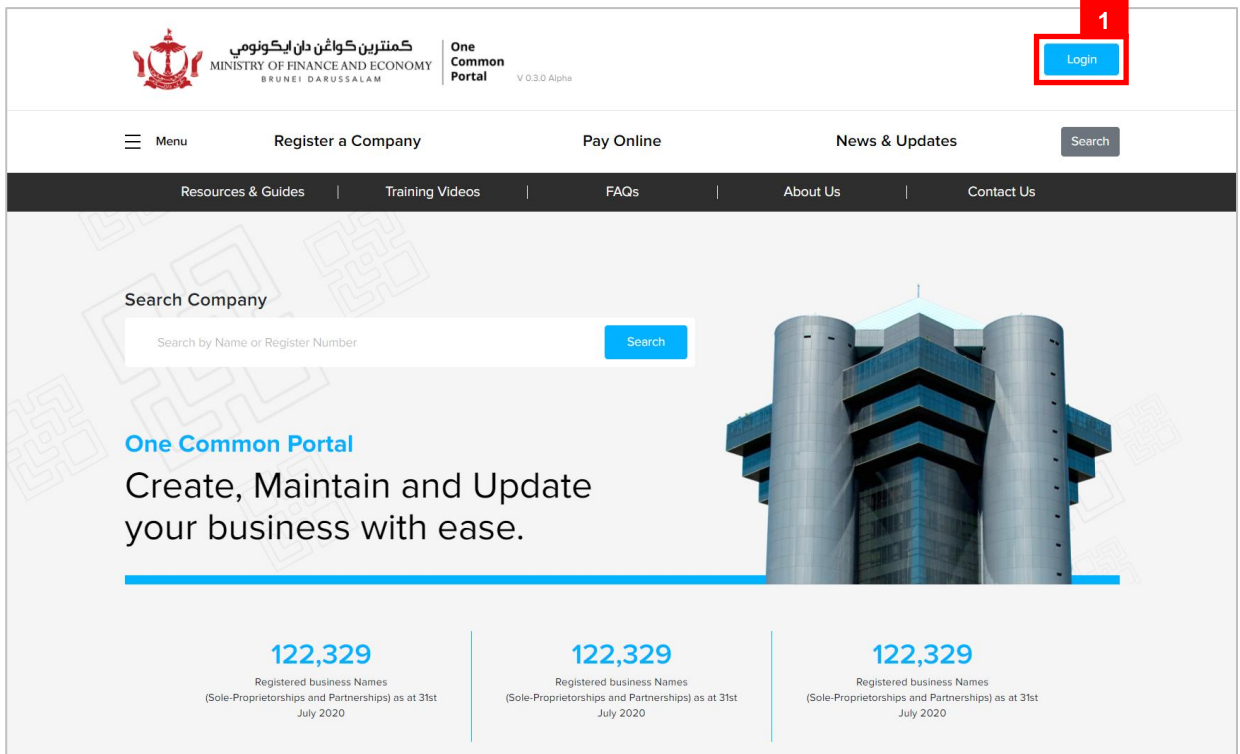 1
كمنترين كواڠن دان ايكونومي
MINISTRY OF FINANCE AND ECONOMY
BRUNEI DARUSSALAM
One
Common
Portal
V 0.3.0 Alpha
Login
Menu
Register a Company
Pay Online
News & Updates
Search
Resources & Guides
|
Training Videos
|
FAQs
|
About Us
|
Contact Us
Search Company
Search by Name or Register Number
Search
One Common Portal
Create, Maintain and Update
your business with ease.
122,329
Registered business Names
(Sole-Proprietorships and Partnerships) as at 31st
July 2020
122,329
Registered business Names
(Sole-Proprietorships and Partnerships) as at 31st
July 2020
122,329
Registered business Names
(Sole-Proprietorships and Partnerships) as at 31st
July 2020